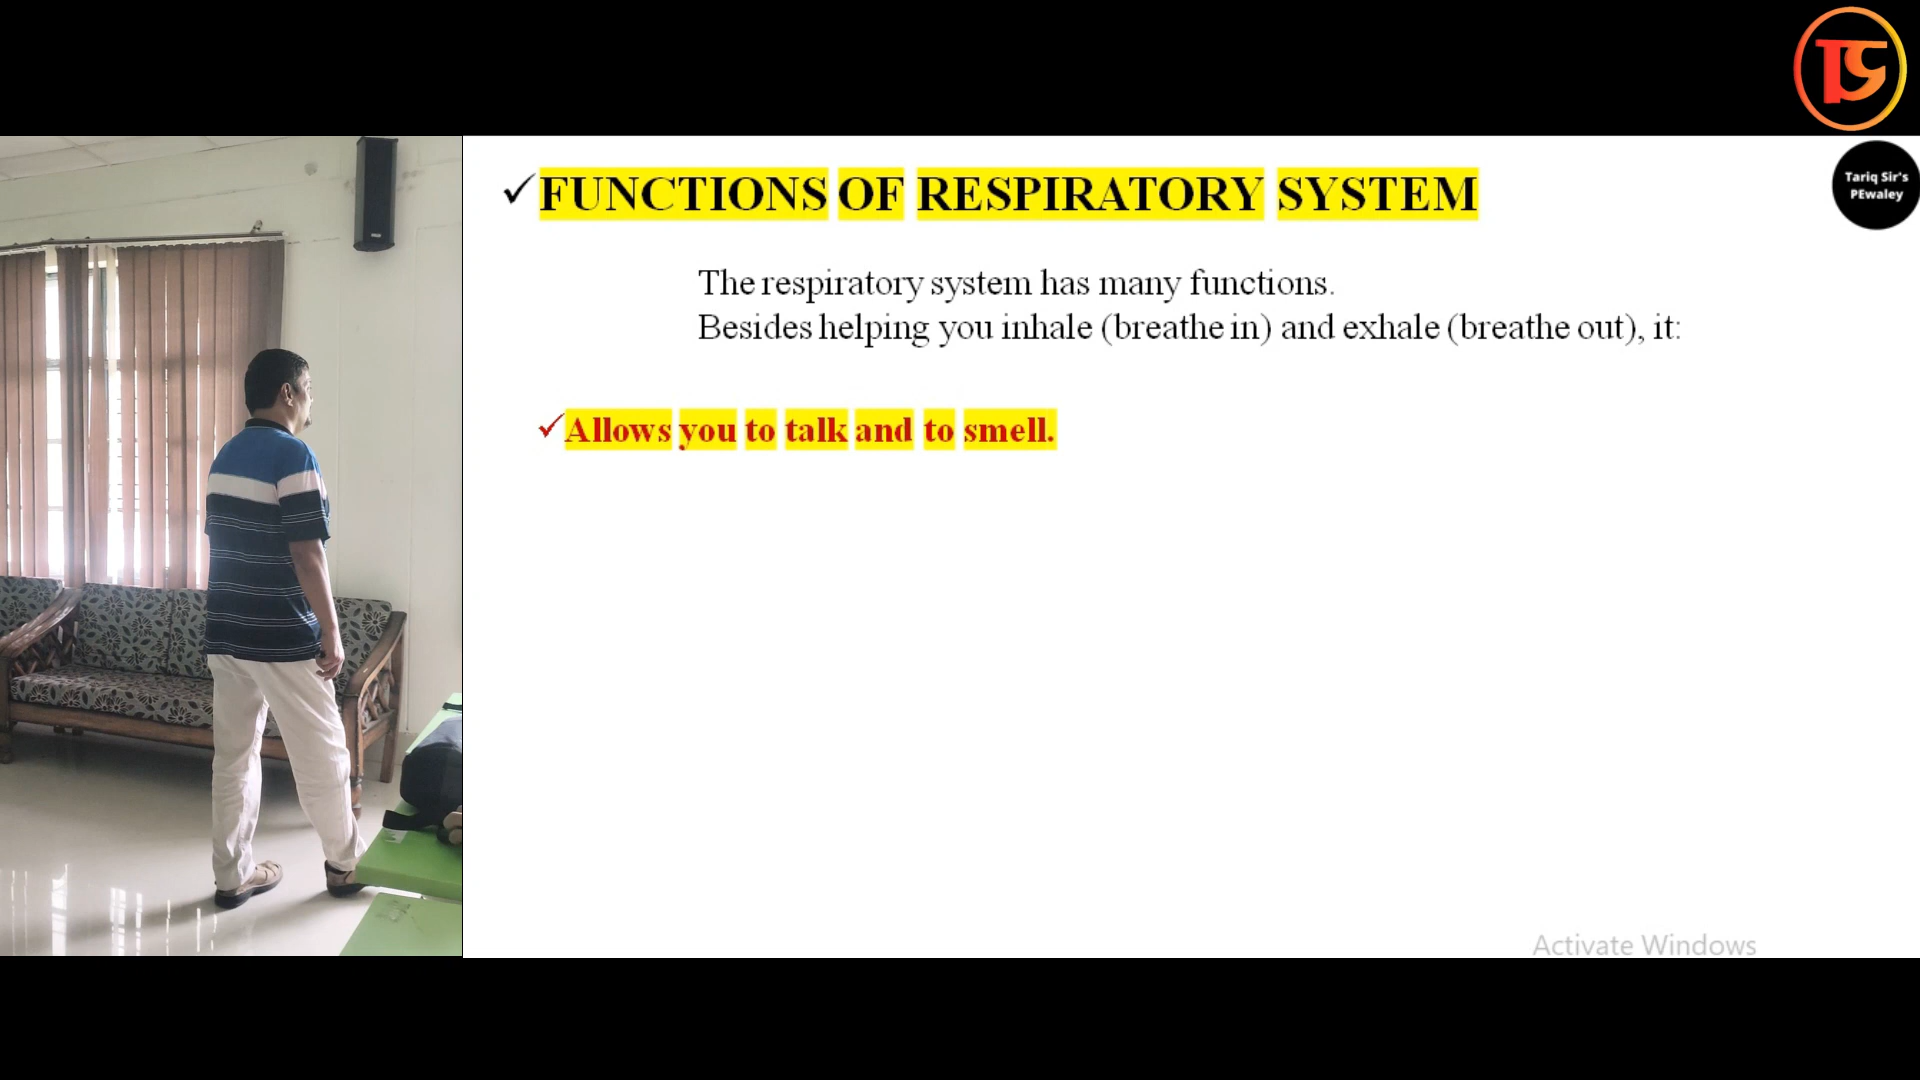 TS
Tariq Sir's
PEwaley
✓FUNCTIONS OF RESPIRATORY SYSTEM
The respiratory system has many functions.
Besides helping you inhale (breathe in) and exhale (breathe out), it:
✓Allows you to talk and to smell.
Activate Windows